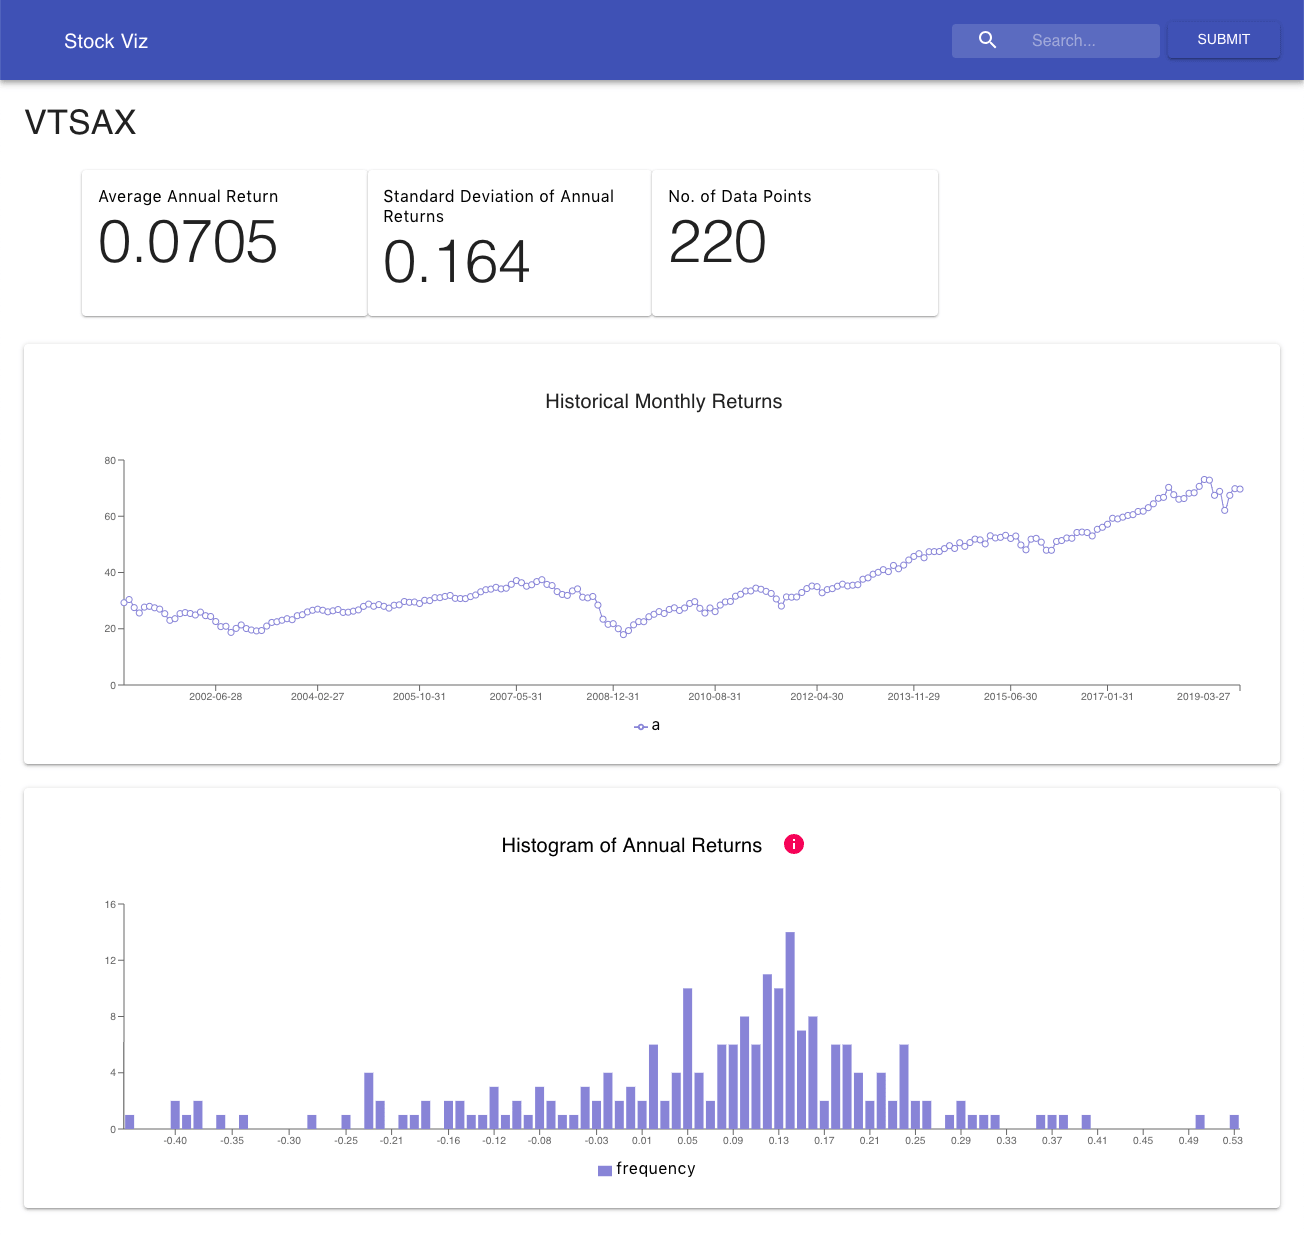 Stock Viz
Search...
SUBMIT
VTSAX
Average Annual Return
0.0705
Standard Deviation of Annual
Returns
0.164
No. of Data Points
220
Historical Monthly Returns
80
60
40
20
0
2002-06-28 2004-02-27 2005-10-31 2007-05-31 2008-12-31 2010-08-31 2012-04-30 2013-11-29 2015-06-30 2017-01-31 2019-03-27
a
Histogram of Annual Returns
16
12
8
4
0
-0.40 -0.35 -0.30 -0.25 -0.21 -0.16 -0.12 -0.08 -0.03 0.01 0.05 0.09 0.13 0.17 0.21 0.25 0.29 0.33 0.37 0.41 0.45 0.49 0.53
frequency